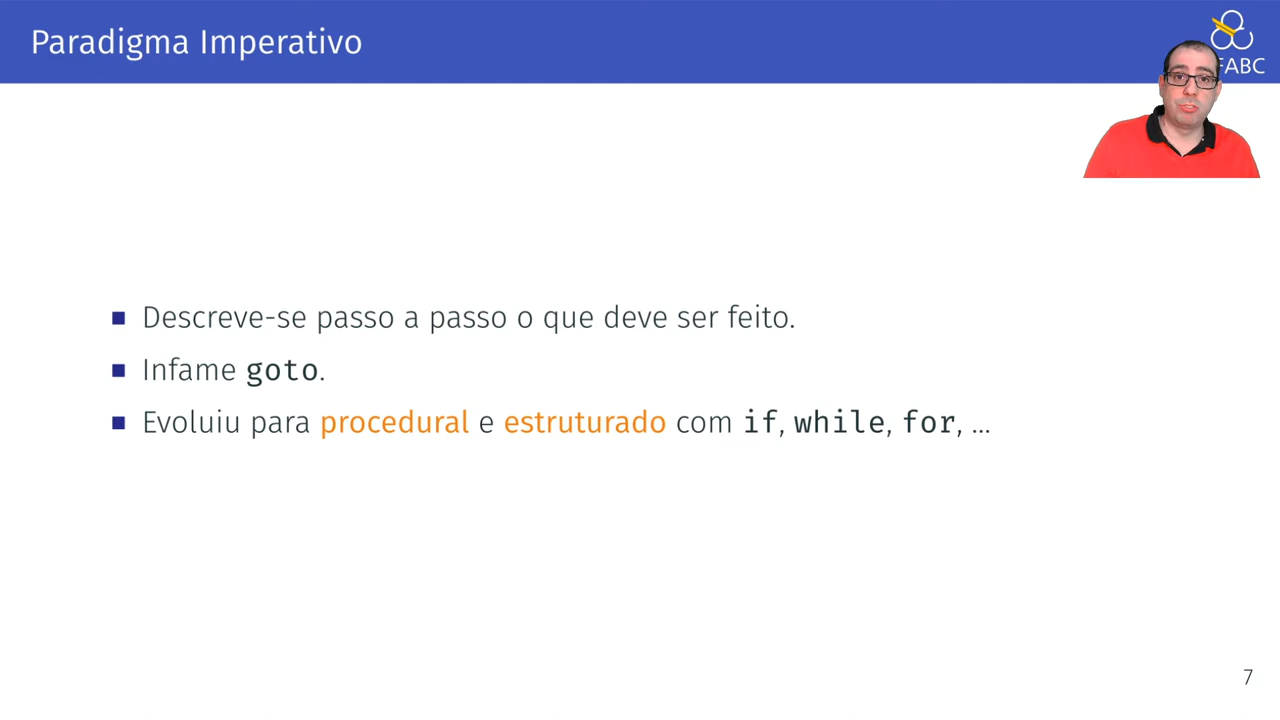 Paradigma Imperativo
FABC
Descreve-se passo a passo o que deve ser feito.
Infame goto.
Evoluiu para procedural e estruturado com if, while, for, ...
7